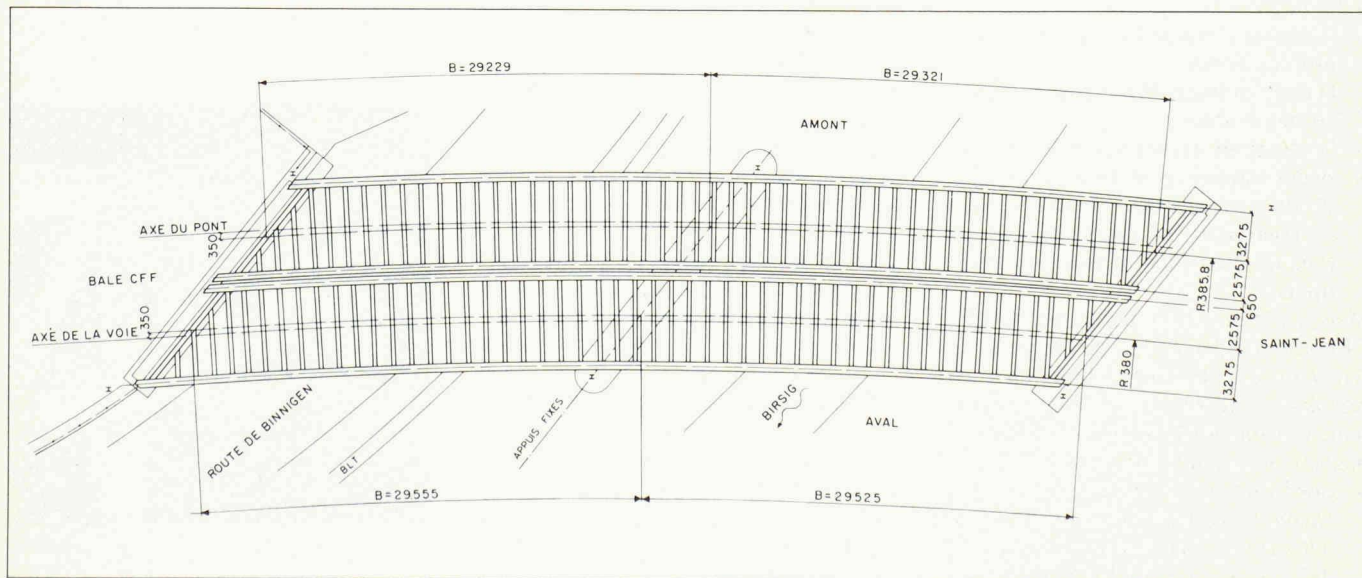 B=29229
B=29321
AMONT
AXE DU PONT
350
BALE CFF
AXE DE LA VOIE
350
3275
2575
650
2575
3275
R3858
R 380
SAINT-JEAN
ROUTE DE BINNIGEN
BLT
APPUIS FIXES
BIRSIG
AVAL
B=29555
B=29525